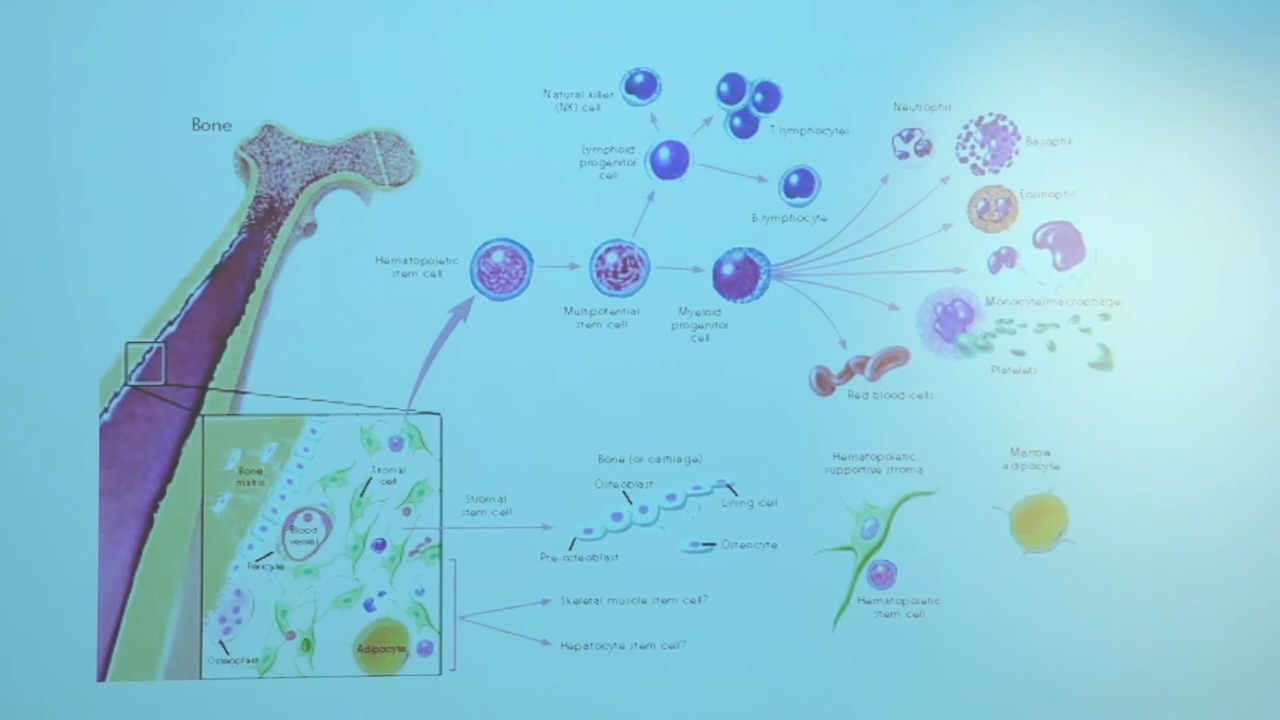 Bone
Natural killer
(NK) cell
T lymphocytes
Lymphoid
progenitor
cell
B lymphocyte
Neutrophil
Basophil
Eosinophil
Monocyte/macrophage
Platelets
Red blood cells
Hematopoietic
stem cell
Multipotential
stem cell
Myeloid
progenitor
cell
Bone
matrix
Stromal
cell
Blood
vessel
Pericyte
Osteoclast
Adipocyte
Stromal
stem cell
Bone (or cartilage)
Osteoblast
Lining cell
Pre-osteoblast
Osteocyte
Skeletal muscle stem cell?
Hepatocyte stem cell?
Hematopoietic
supportive stroma
Hematopoietic
stem cell
Marrow
adipocyte